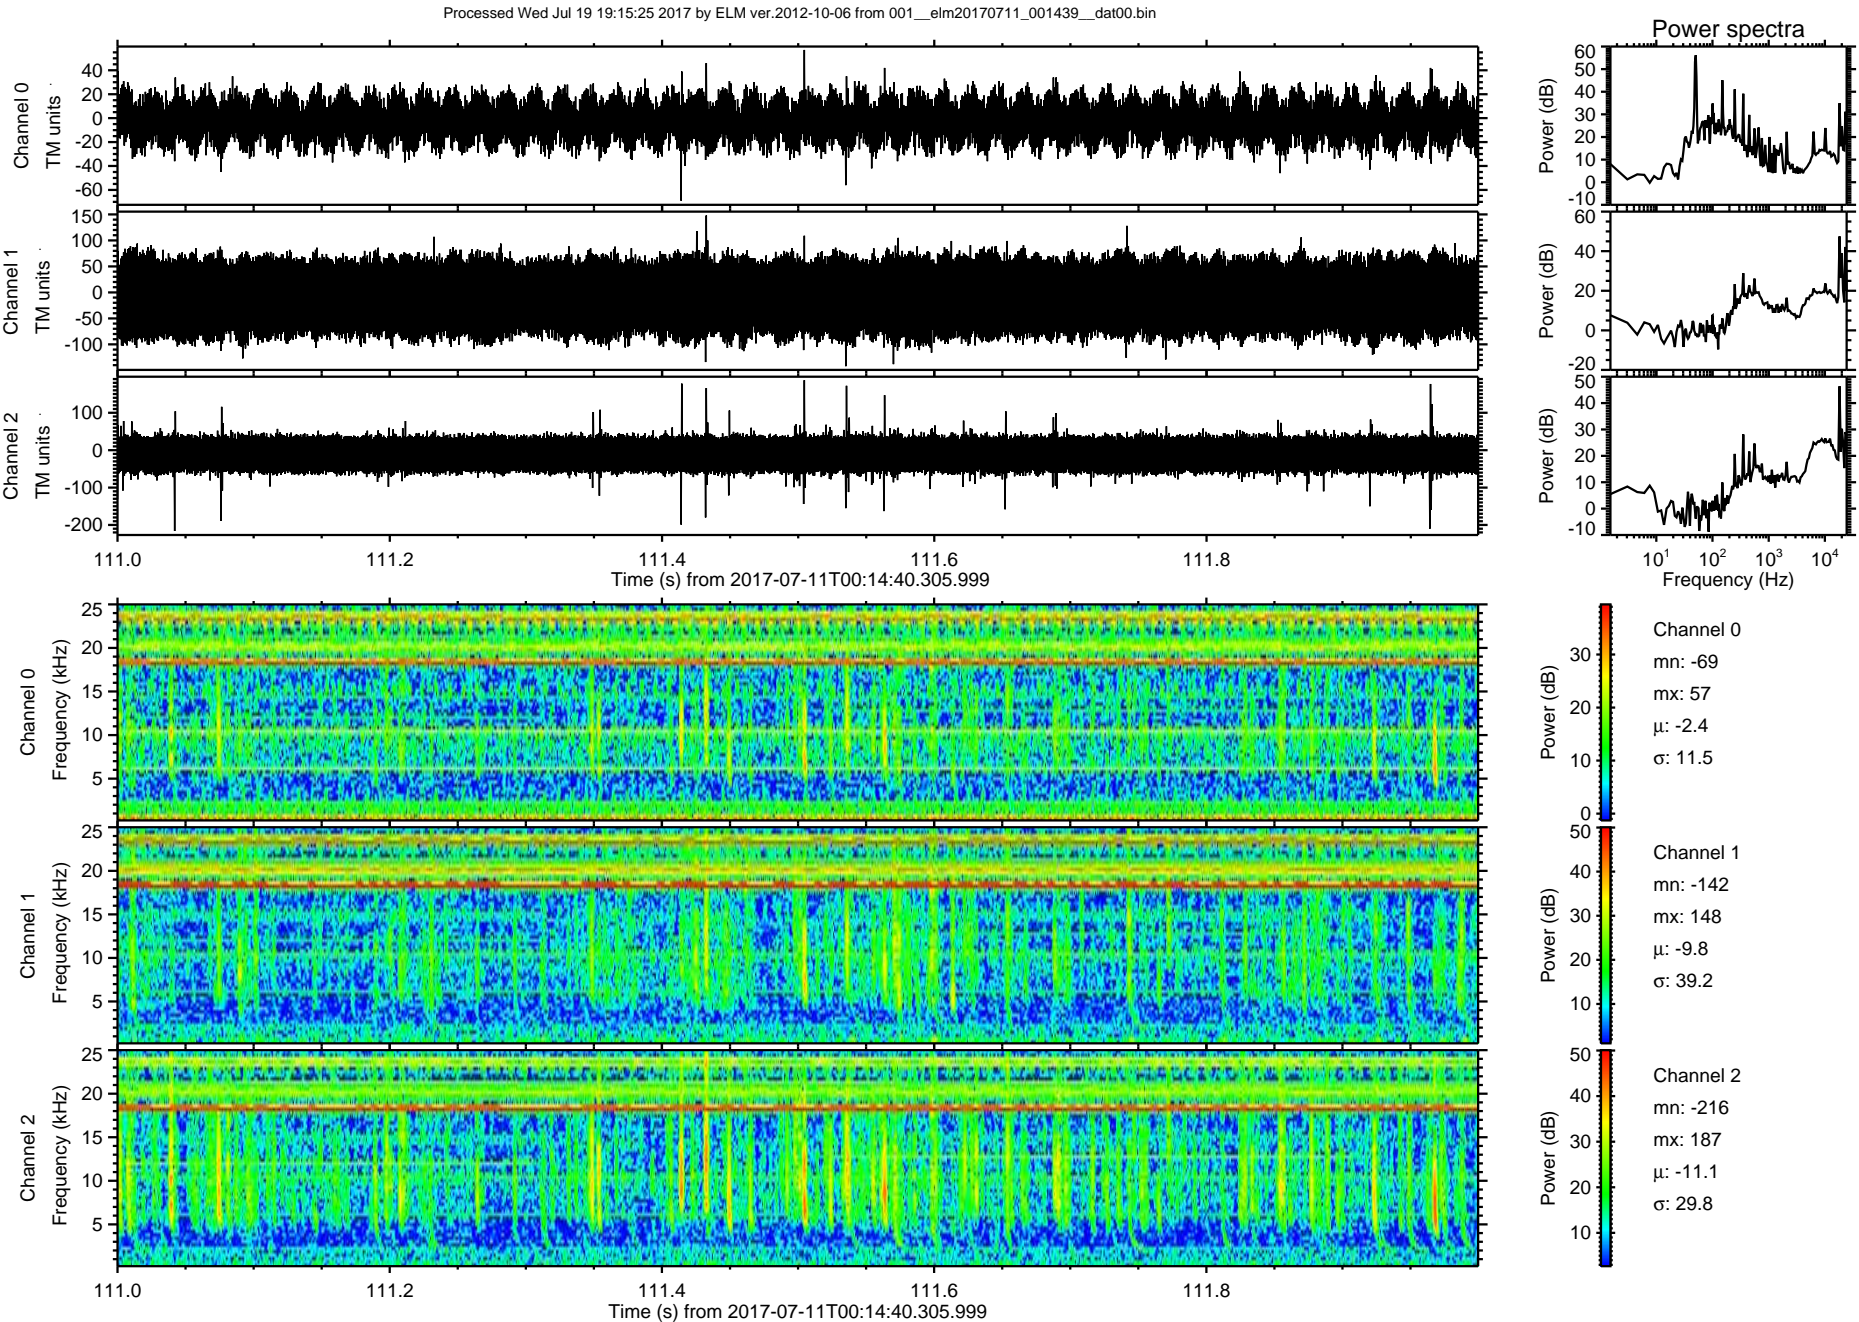 Processed Wed Jul 19 19:15:25 2017 by ELM ver.2012-10-06 from 001__elm20170711_001439__dat00.bin
Power spectra
Channel 0
TM units
40
20
0
-20
-40
-60
Power (dB)
60
50
40
30
20
10
0
-10
Channel 1
TM units
150
100
50
0
-50
-100
Power (dB)
60
40
20
0
-20
Channel 2
TM units
100
0
-100
-200
Power (dB)
50
40
30
20
10
0
-10
111.0 111.2 111.4 111.6 111.8
Time (s) from 2017-07-11T00:14:40.305.999
10¹ 10² 10³ 10⁴
Frequency (Hz)
Channel 0
Frequency (kHz)
25
20
15
10
5
Power (dB)
30
20
10
0
Channel 0
mn: -69
mx: 57
μ: -2.4
σ: 11.5
Channel 1
Frequency (kHz)
25
20
15
10
5
Power (dB)
50
40
30
20
10
Channel 1
mn: -142
mx: 148
μ: -9.8
σ: 39.2
Channel 2
Frequency (kHz)
25
20
15
10
5
Power (dB)
50
40
30
20
10
Channel 2
mn: -216
mx: 187
μ: -11.1
σ: 29.8
111.0 111.2 111.4 111.6 111.8
Time (s) from 2017-07-11T00:14:40.305.999